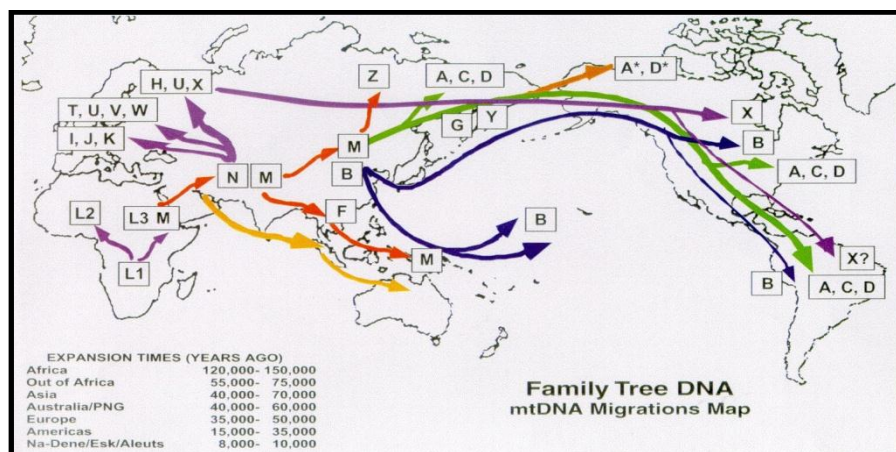 Z
A, C, D
A*, D*
H, U, X
T, U, V, W
I, J, K
G
Y
X
B
M
N
M
B
A, C, D
L2
L3 M
F
B
L1
M
X?
B
A, C, D
EXPANSION TIMES (YEARS AGO)
Africa 120,000- 150,000
Out of Africa 55,000- 75,000
Asia 40,000- 70,000
Australia/PNG 40,000- 60,000
Europe 35,000- 50,000
Americas 15,000- 35,000
Na-Dene/Esk/Aleuts 8,000- 10,000
Family Tree DNA
mtDNA Migrations Map